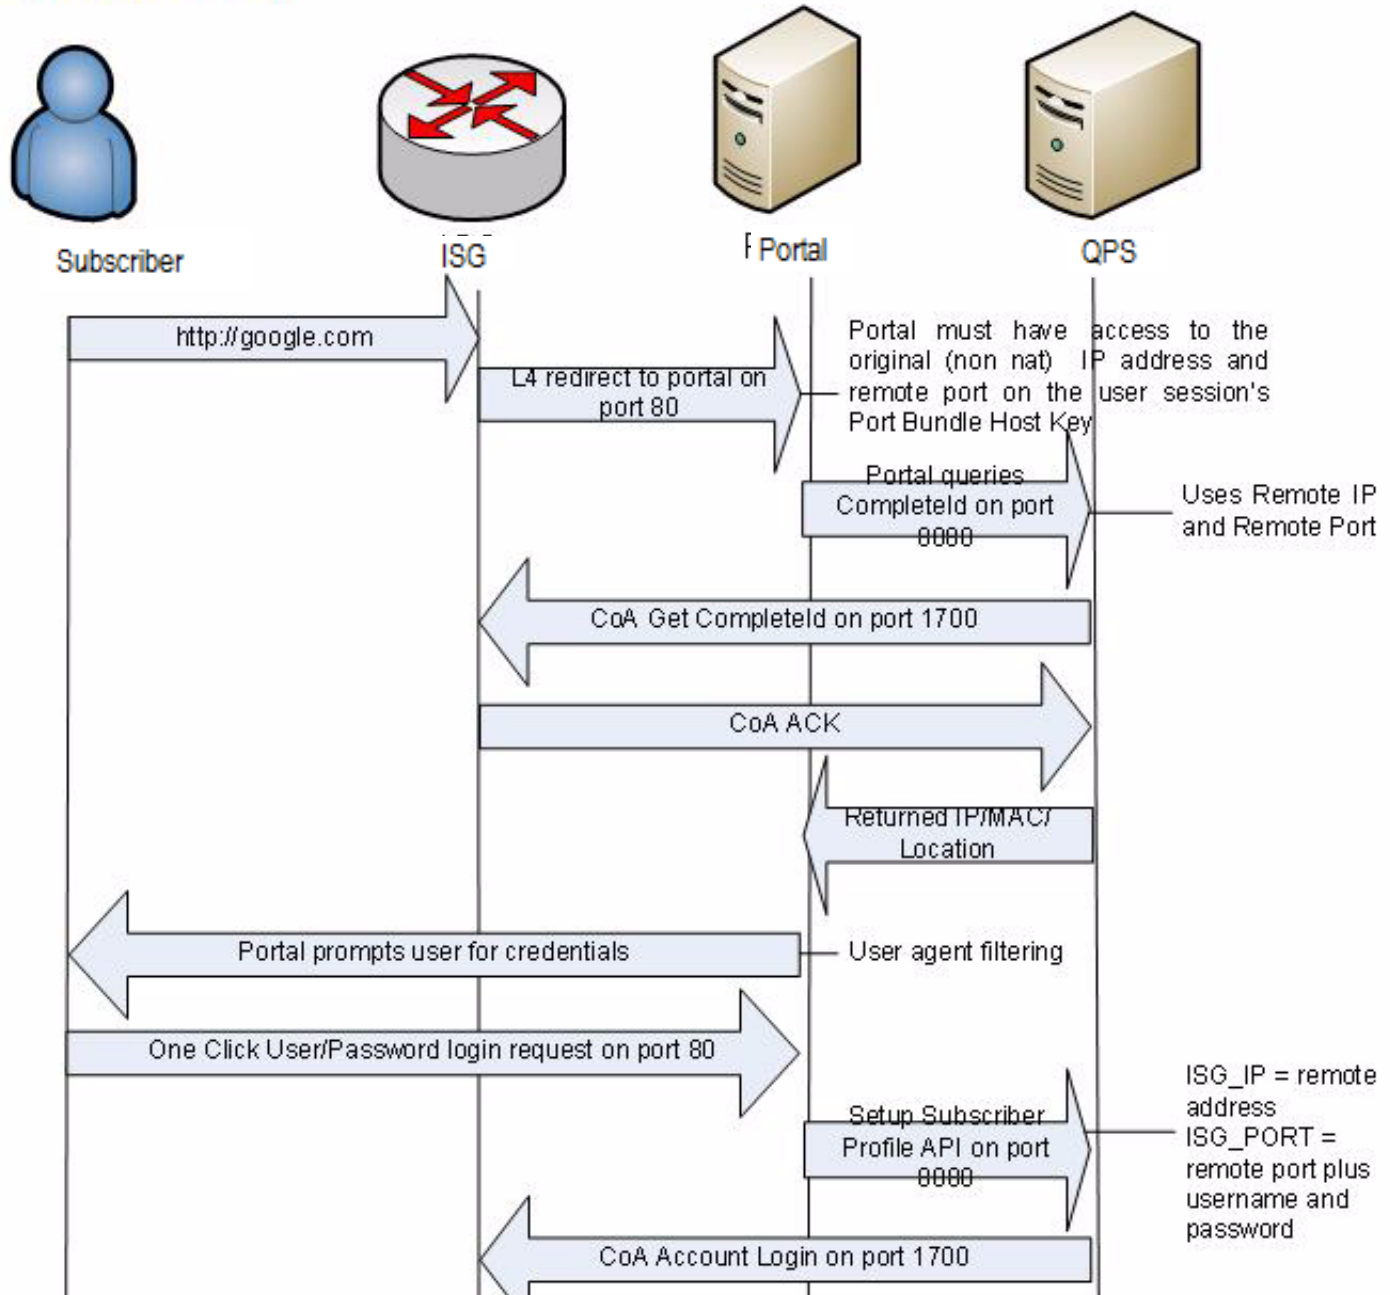 Subscriber
ISG
Portal
QPS
http://google.com
L4 redirect to portal on
port 80
Portal must have access to the
original (non nat) IP address and
remote port on the user session's
Port Bundle Host Key
Portal queries
CompleteId on port
8080
Uses Remote IP
and Remote Port
CoA Get CompleteId on port 1700
CoA ACK
Returned IP/MAC/
Location
Portal prompts user for credentials
User agent filtering
One Click User/Password login request on port 80
Setup Subscriber
Profile API on port
8080
ISG_IP = remote
address
ISG_PORT =
remote port plus
username and
password
CoA Account Login on port 1700